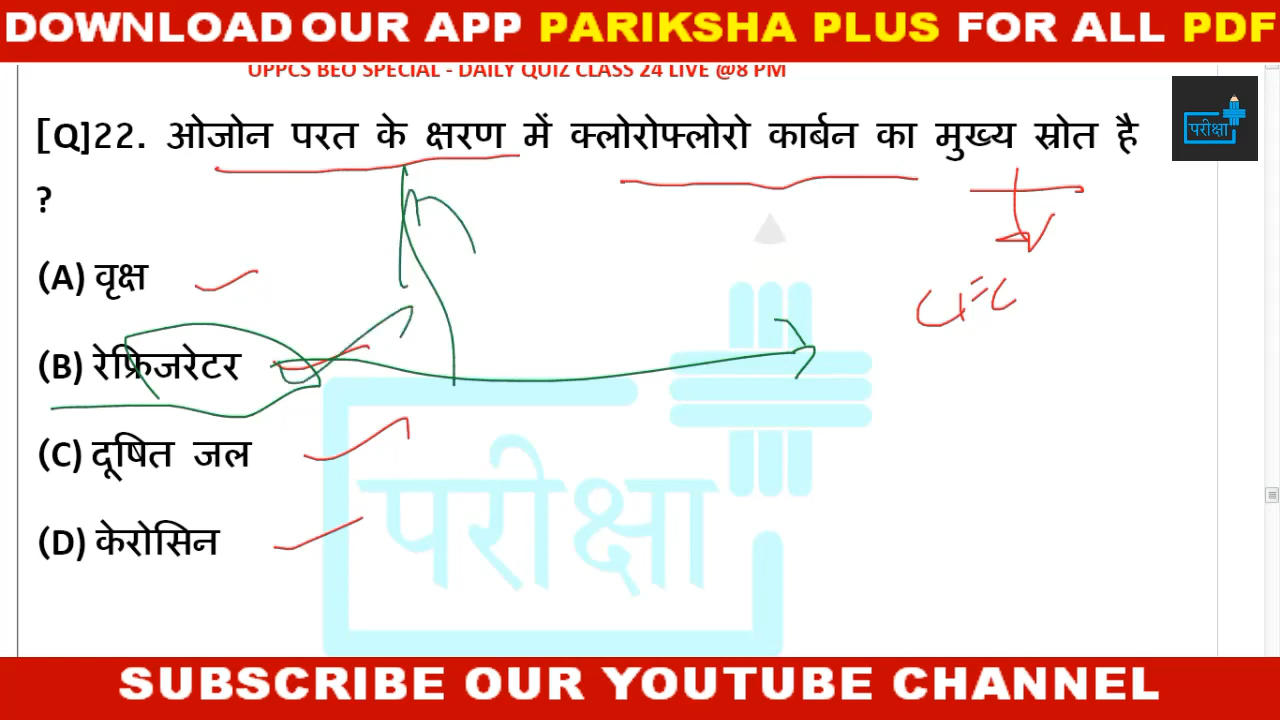 DOWNLOAD OUR APP PARIKSHA PLUS FOR ALL PDF
UPPCS BEO SPECIAL - DAILY QUIZ CLASS 24 LIVE @8 PM
परीक्षा
[Q]22. ओजोन परत के क्षरण में क्लोरोफ्लोरो कार्बन का मुख्य स्रोत है
?
(A) वृक्ष
(B) रेफ्रिजरेटर
(C) दूषित जल
(D) केरोसिन
परीक्षा
SUBSCRIBE OUR YOUTUBE CHANNEL